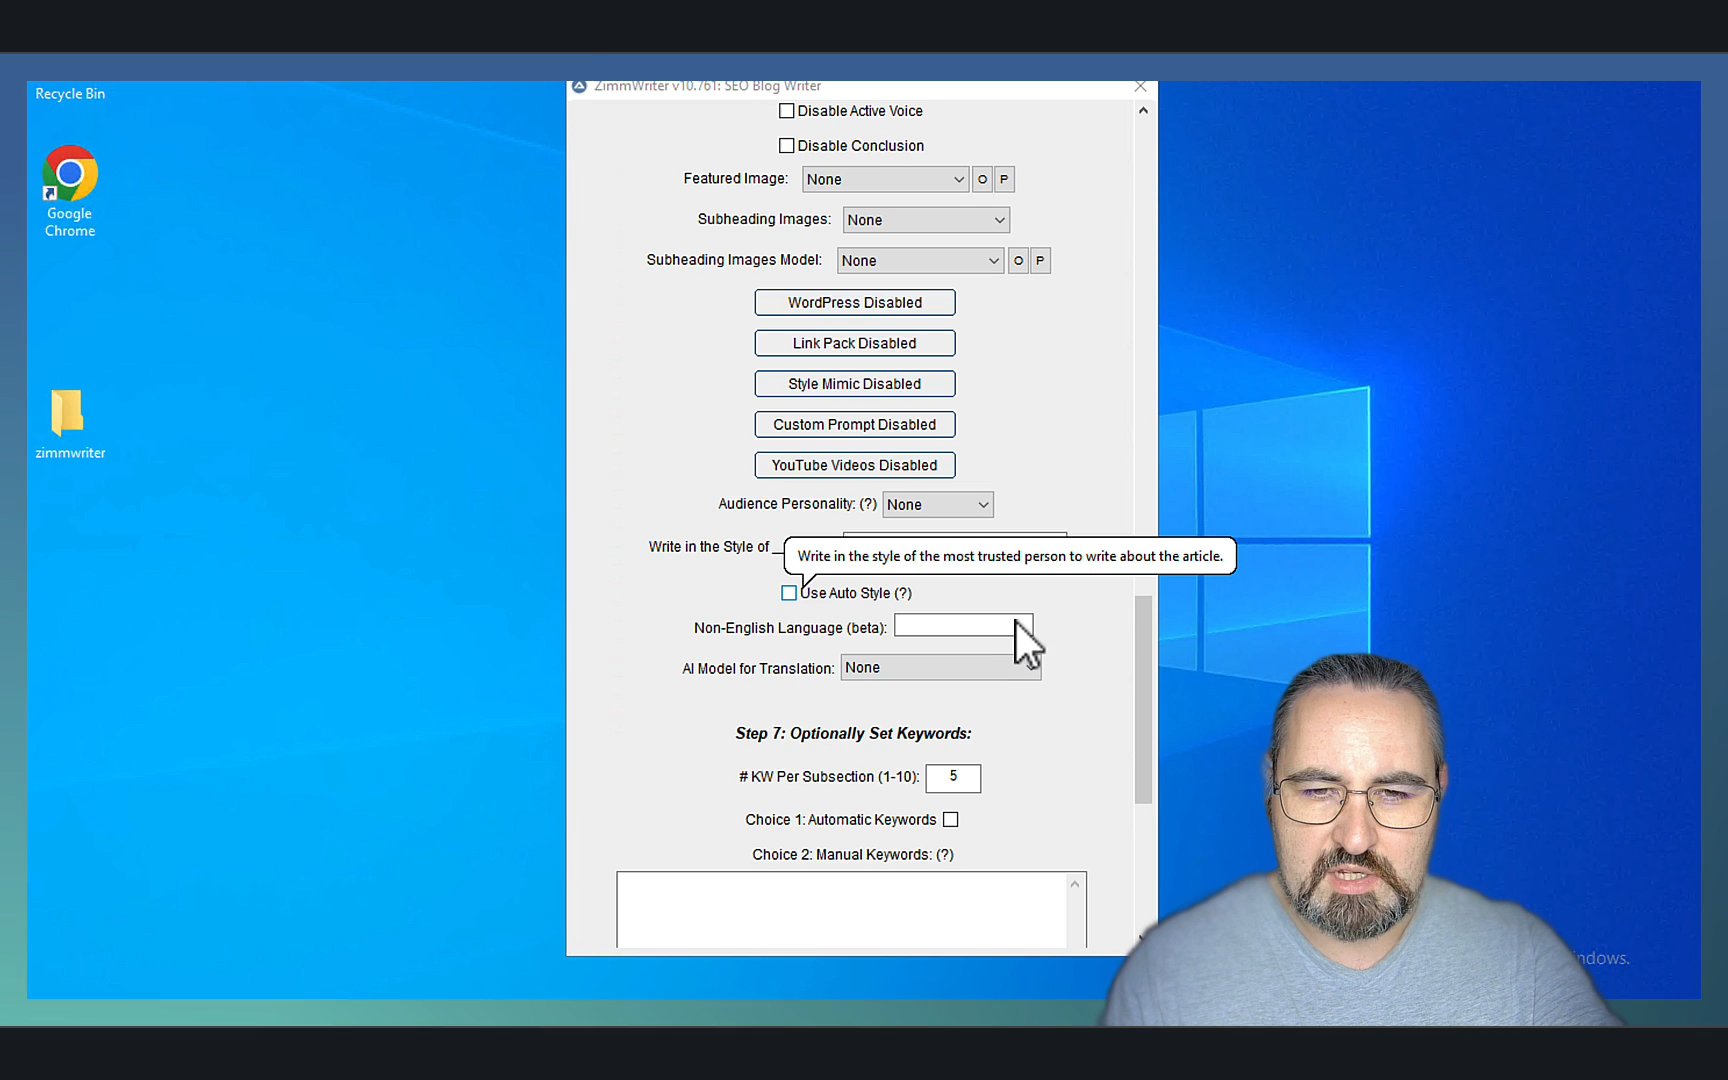 Recycle Bin
Google
Chrome
zimmwriter
ZimmWriter v10.761: SEO Blog Writer
Disable Active Voice
Disable Conclusion
Featured Image: None O P
Subheading Images: None
Subheading Images Model: None O P
WordPress Disabled
Link Pack Disabled
Style Mimic Disabled
Custom Prompt Disabled
YouTube Videos Disabled
Audience Personality: (?) None
Write in the Style of _
Write in the style of the most trusted person to write about the article.
Use Auto Style (?)
Non-English Language (beta):
AI Model for Translation: None
Step 7: Optionally Set Keywords:
# KW Per Subsection (1-10): 5
Choice 1: Automatic Keywords
Choice 2: Manual Keywords: (?)